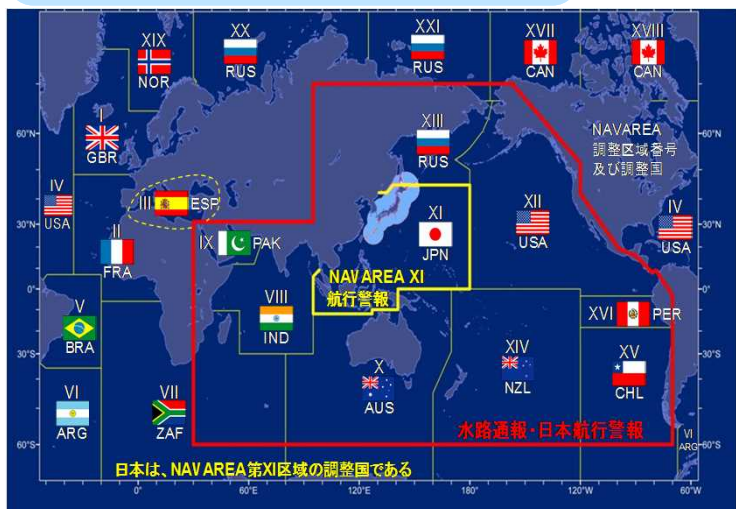 XIX
NOR
XX
RUS
XXI
RUS
XVII
CAN
XVIII
CAN
I
GBR
XIII
RUS
NAVAREA
調整区域番号
及び調整国
60°N
60°N
IV
USA
III
ESP
II
FRA
IX
PAK
XI
JPN
XII
USA
IV
USA
30°N
30°N
NAVAREA XI
航行警報
0°
0°
V
BRA
VIII
IND
XVI
PER
X
AUS
XIV
NZL
XV
CHL
30°S
30°S
VI
ARG
VII
ZAF
水路通報・日本航行警報
VI
ARG
60°S
60°S
日本は、NAVAREA第XI区域の調整国である
0°
60°E
120°E
180°
120°W
60°W